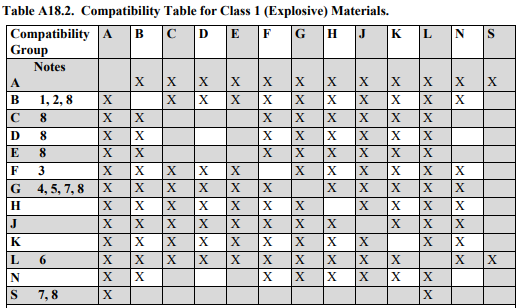 Table A18.2. Compatibility Table for Class 1 (Explosive) Materials.
Compatibility A B C D E F G H J K L N S
Group
Notes
A X X X X X X X X X X X X
B 1, 2, 8 X X X X X X X X X X X
C 8 X X X X X X X X
D 8 X X X X X X X X
E 8 X X X X X X X X
F 3 X X X X X X X X X X X
G 4, 5, 7, 8 X X X X X X X X X X X
H X X X X X X X X X X X
J X X X X X X X X X X X
K X X X X X X X X X X X
L 6 X X X X X X X X X X X X
N X X X X X X X X
S 7, 8 X X